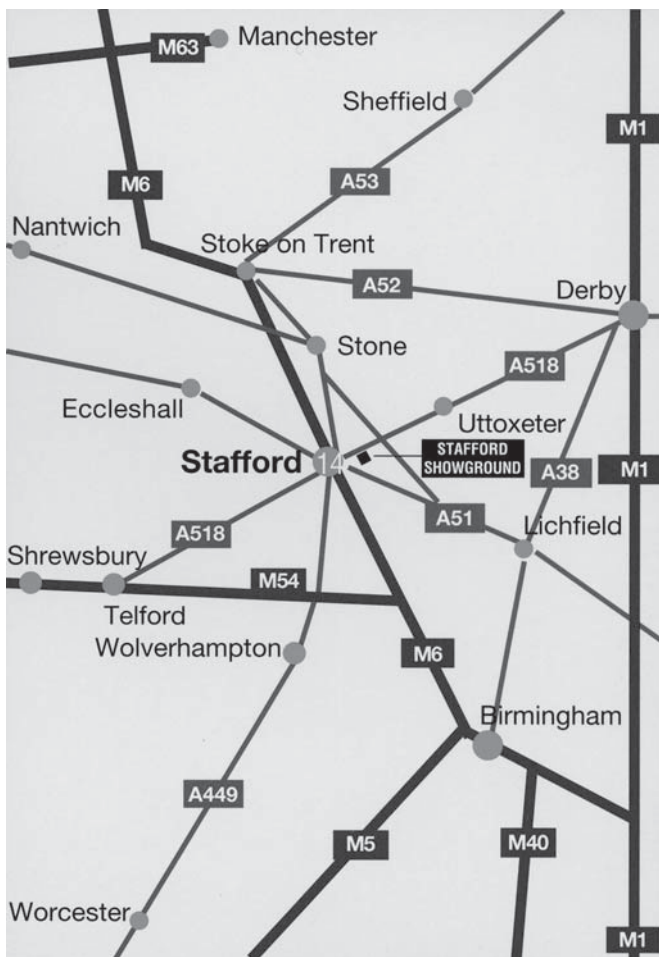 M63
Manchester
Sheffield
M1
M6
A53
Nantwich
Stoke on Trent
A52
Derby
Stone
A518
Eccleshall
Uttoxeter
Stafford
14
STAFFORD
SHOWGROUND
A38
M1
A51
A518
Lichfield
Shrewsbury
M54
Telford
Wolverhampton
M6
Birmingham
A449
M5
M40
Worcester
M1